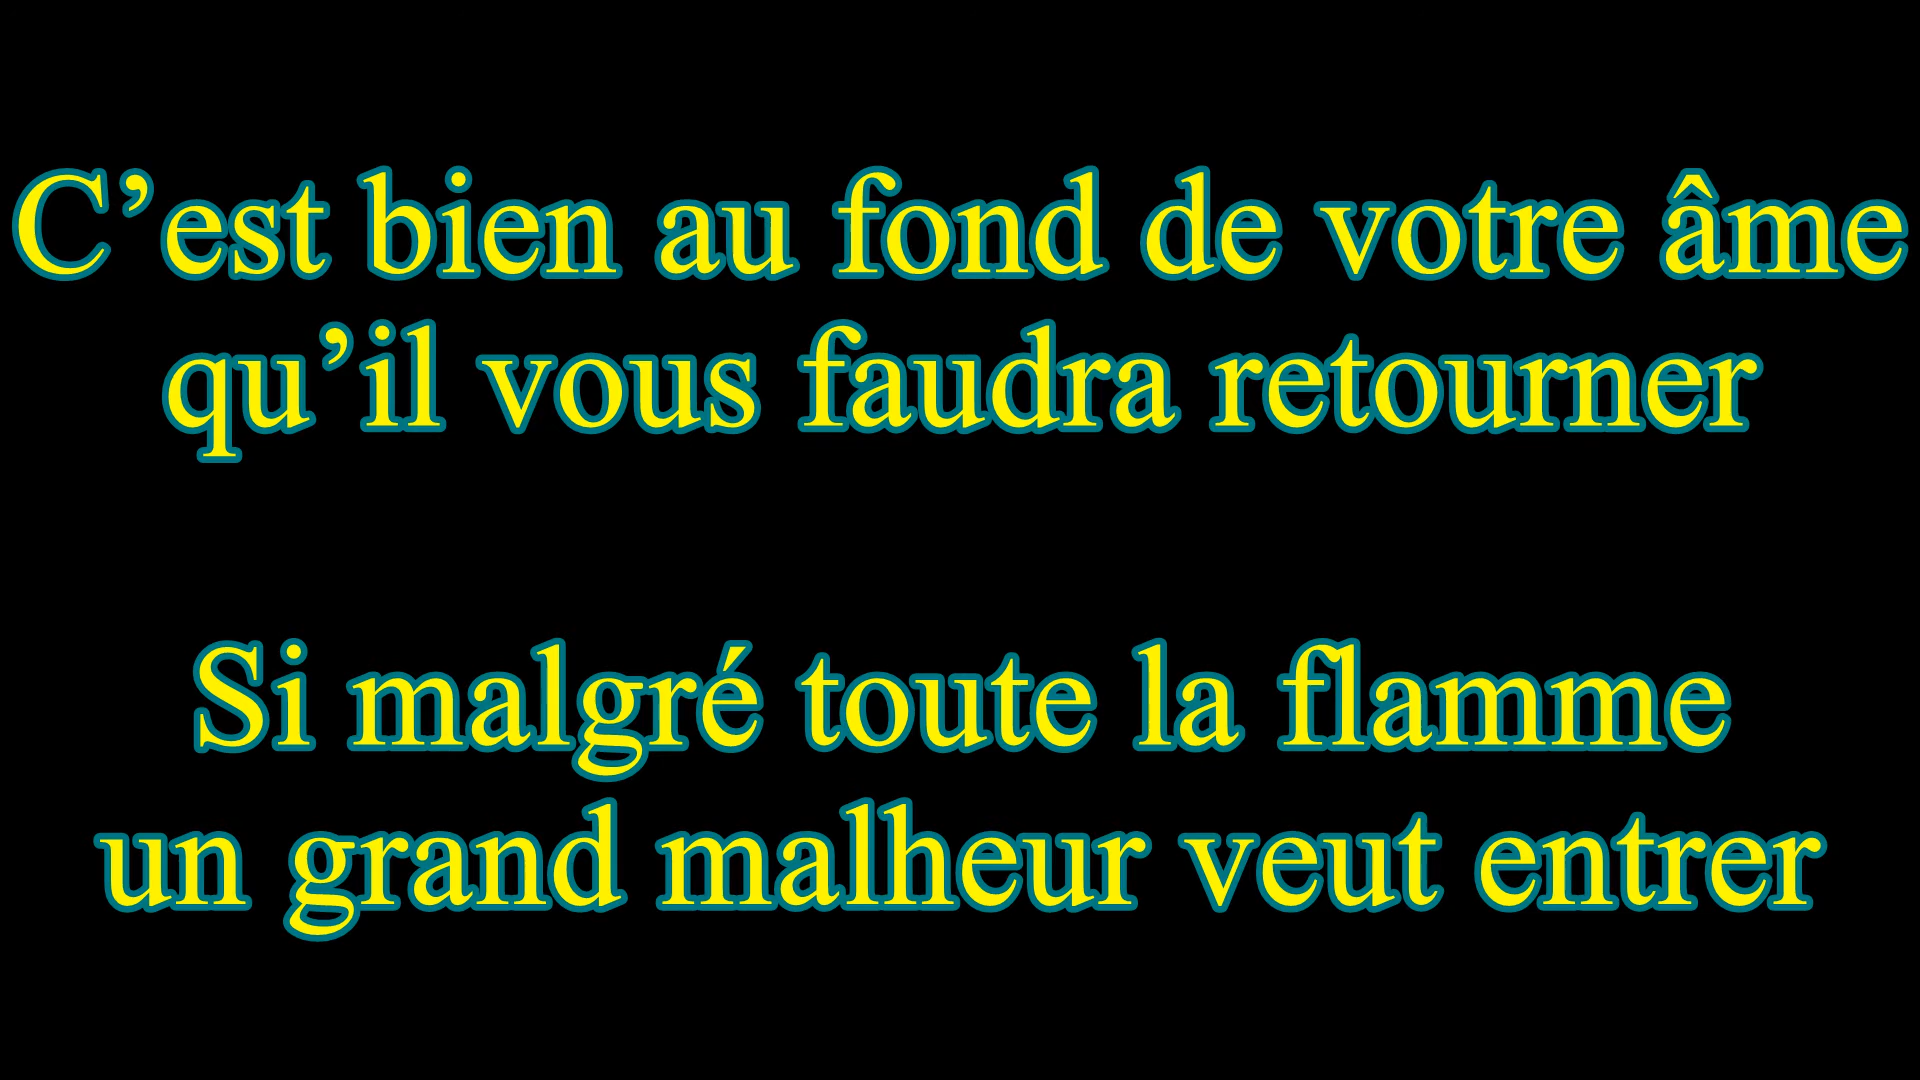 C’est bien au fond de votre âme
qu’il vous faudra retourner
Si malgré toute la flamme
un grand malheur veut entrer